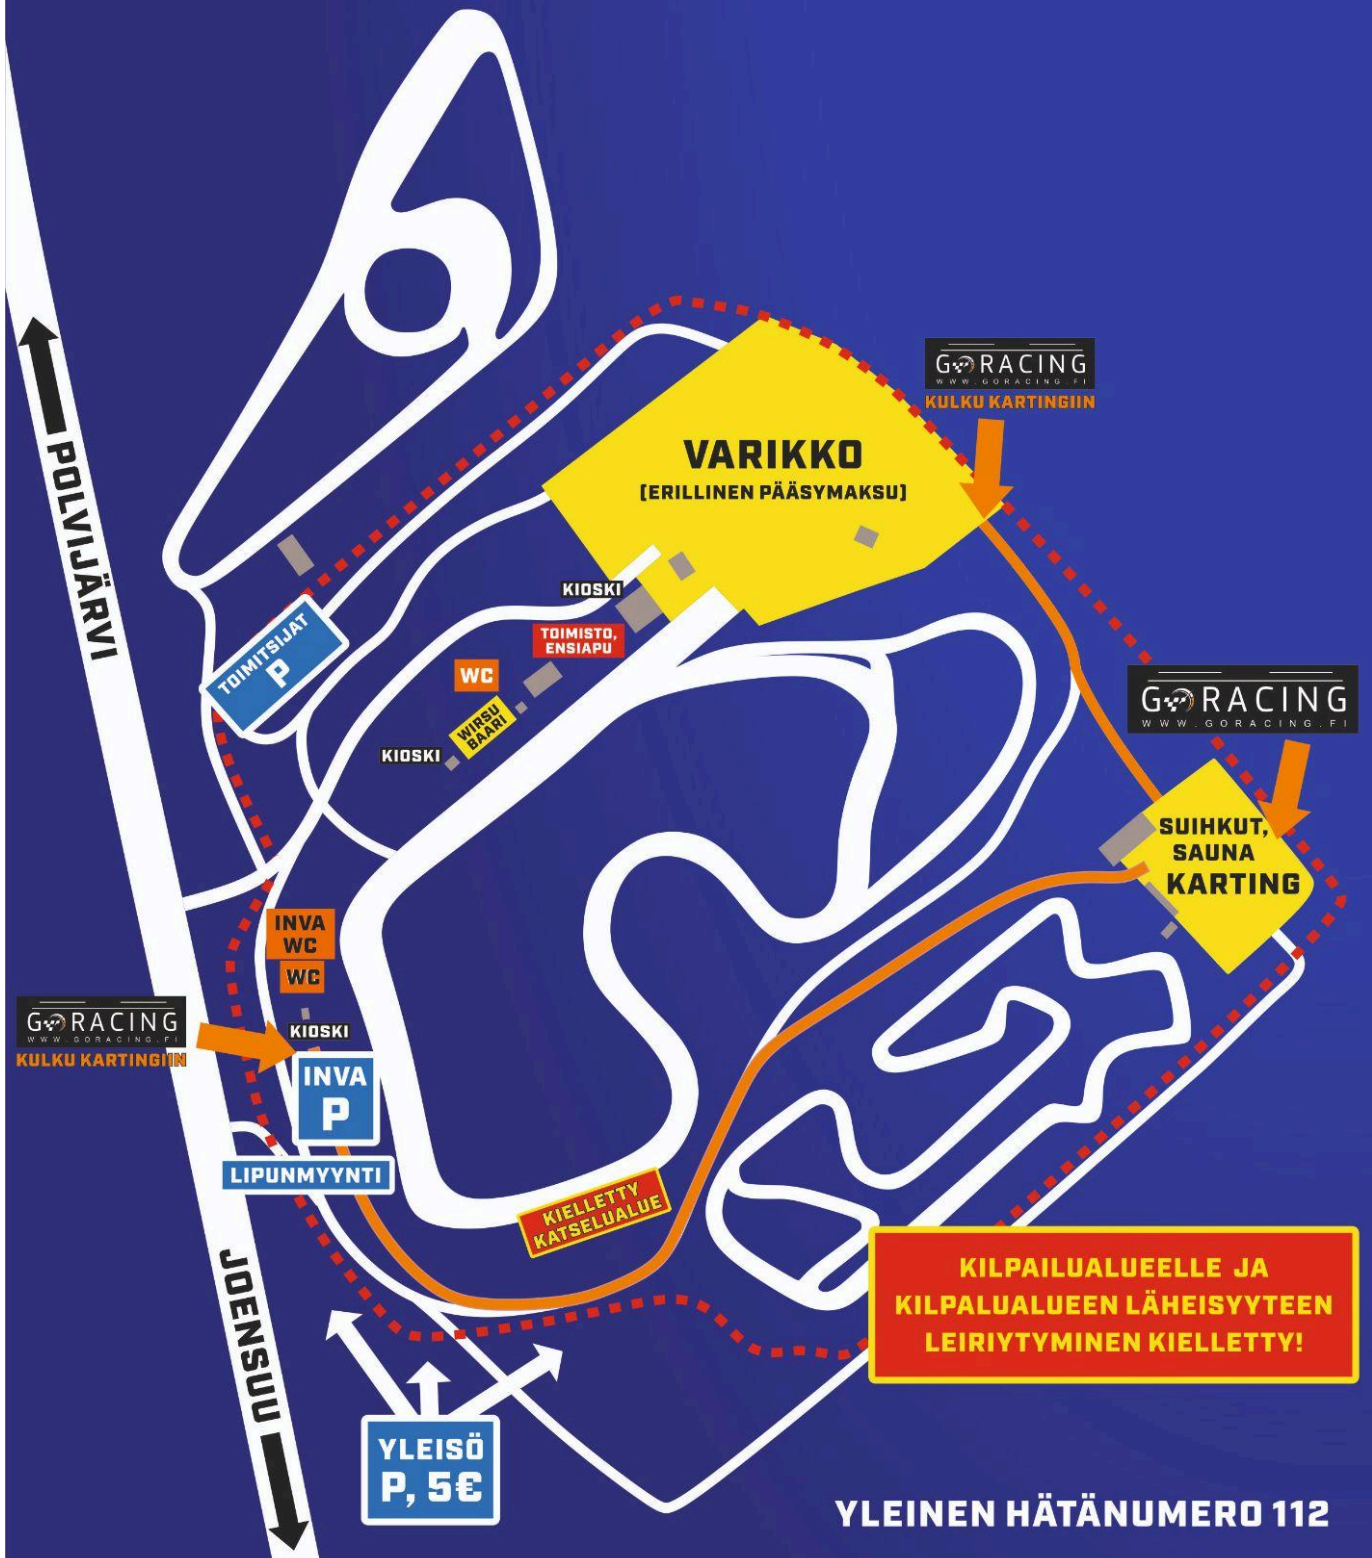 GORACING
WWW.GORACING.FI
KULKU KARTINGIIN
VARIKKO
(ERILLINEN PÄÄSYMAKSU)
POLVIJÄRVI
KIOSKI
TOIMITSIJAT
P
TOIMISTO,
ENSIAPU
WC
WIRSU
BAARI
KIOSKI
GORACING
WWW.GORACING.FI
SUIHKUT,
SAUNA
KARTING
INVA
WC
WC
GORACING
WWW.GORACING.FI
KULKU KARTINGIIN
KIOSKI
INVA
P
LIPUNMYYNTI
KIELLETTY
KATSELUALUE
JOENSUU
KILPAILUALUEELLE JA
KILPALUALUEEN LÄHEISYYTEEN
LEIRIYTYMINEN KIELLETTY!
YLEISÖ
P, 5€
YLEINEN HÄTÄNUMERO 112